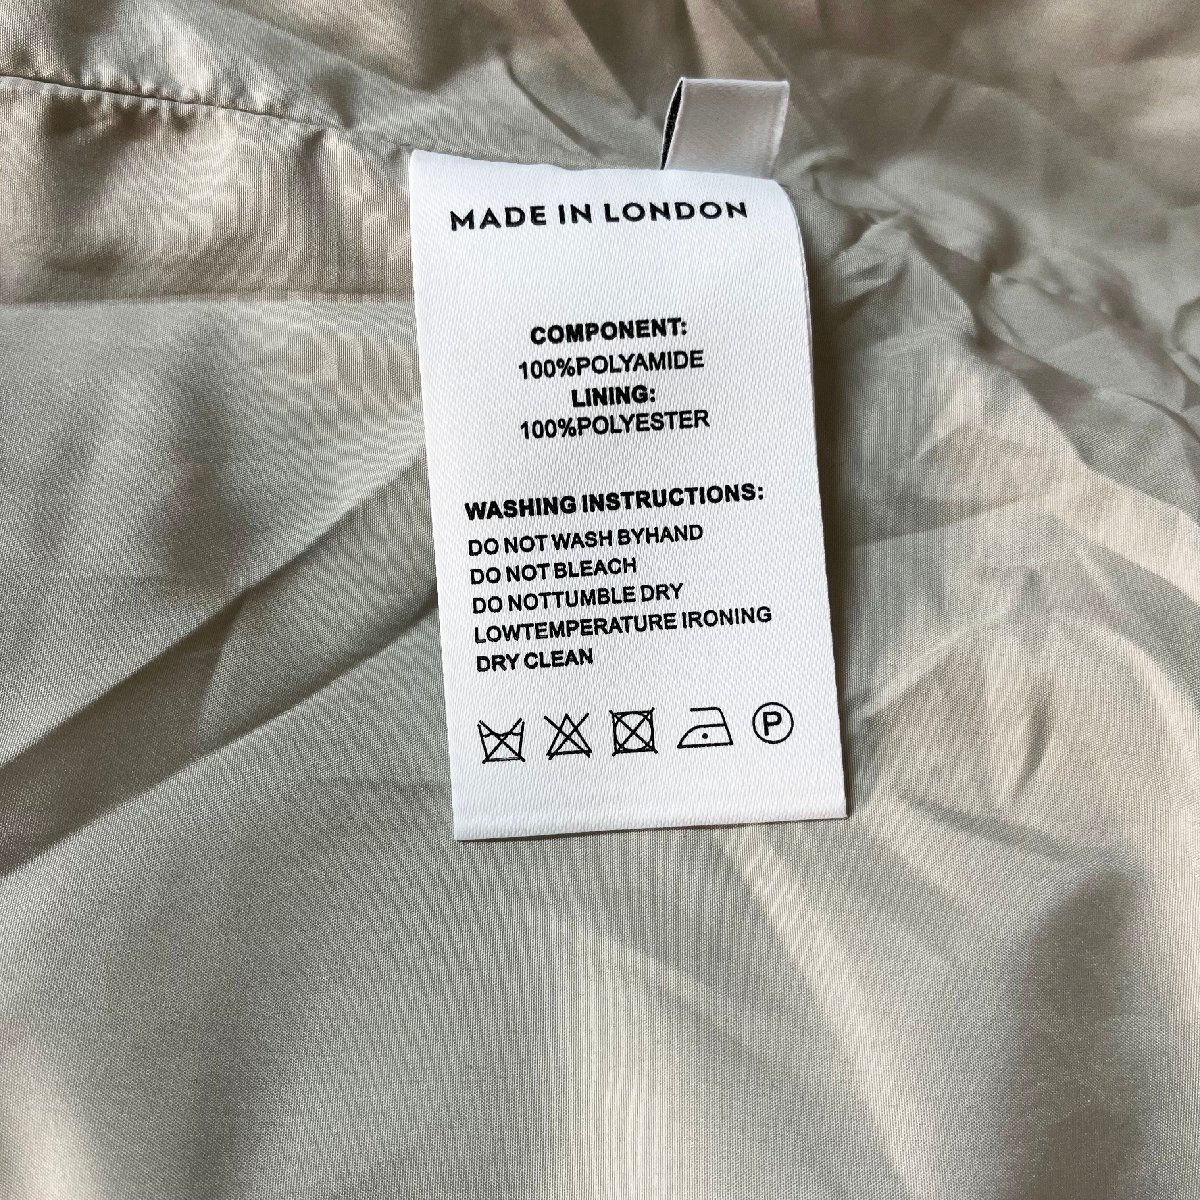 MADE IN LONDON
COMPONENT:
100%POLYAMIDE
LINING:
100%POLYESTER
WASHING INSTRUCTIONS:
DO NOT WASH BYHAND
DO NOT BLEACH
DO NOTTUMBLE DRY
LOWTEMPERATURE IRONING
DRY CLEAN
P